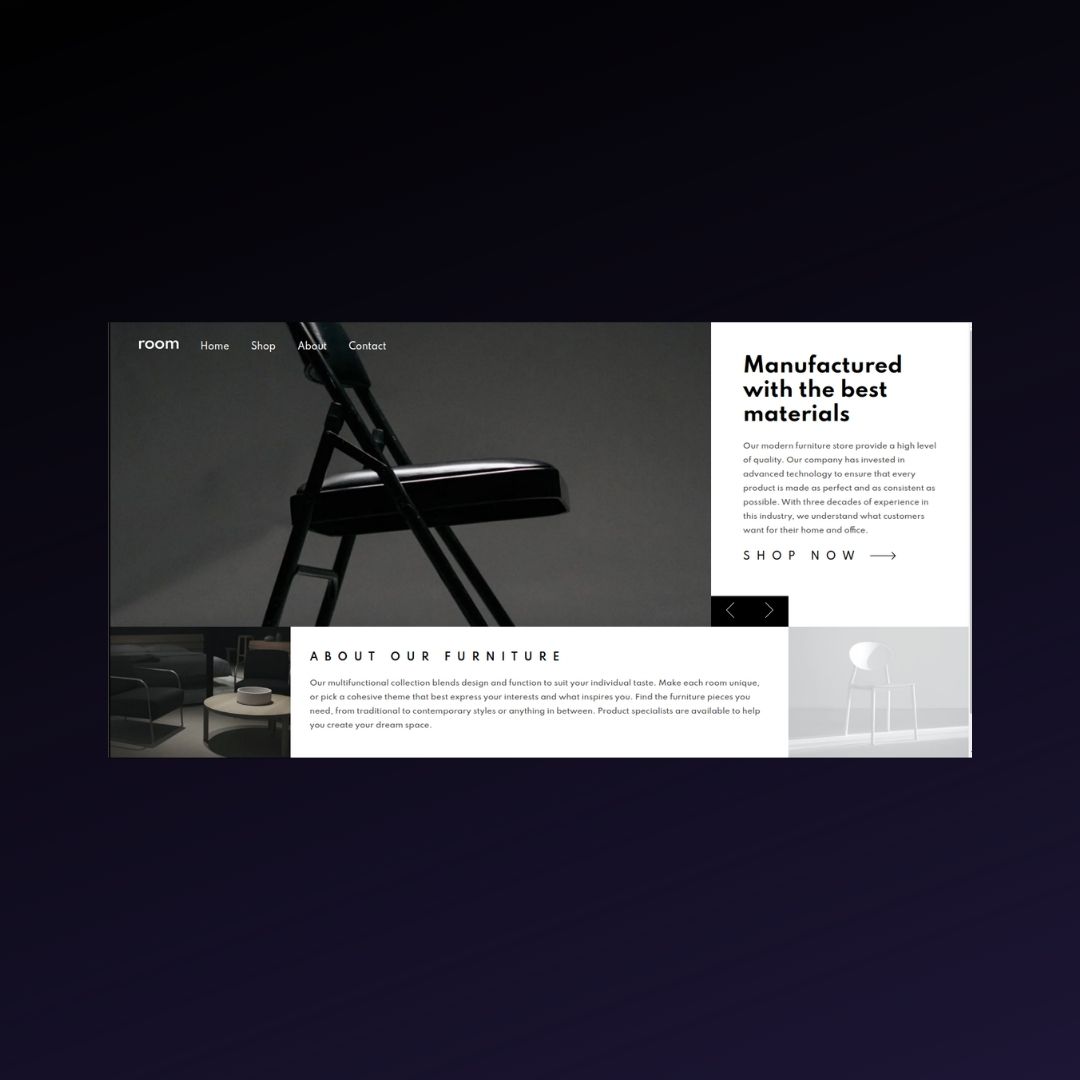 room Home Shop About Contact
Manufactured
with the best
materials
Our modern furniture store provide a high level
of quality. Our company has invested in
advanced technology to ensure that every
product is made as perfect and as consistent as
possible. With three decades of experience in
this industry, we understand what customers
want for their home and office.
SHOP NOW
ABOUT OUR FURNITURE
Our multifunctional collection blends design and function to suit your individual taste. Make each room unique,
or pick a cohesive theme that best express your interests and what inspires you. Find the furniture pieces you
need, from traditional to contemporary styles or anything in between. Product specialists are available to help
you create your dream space.